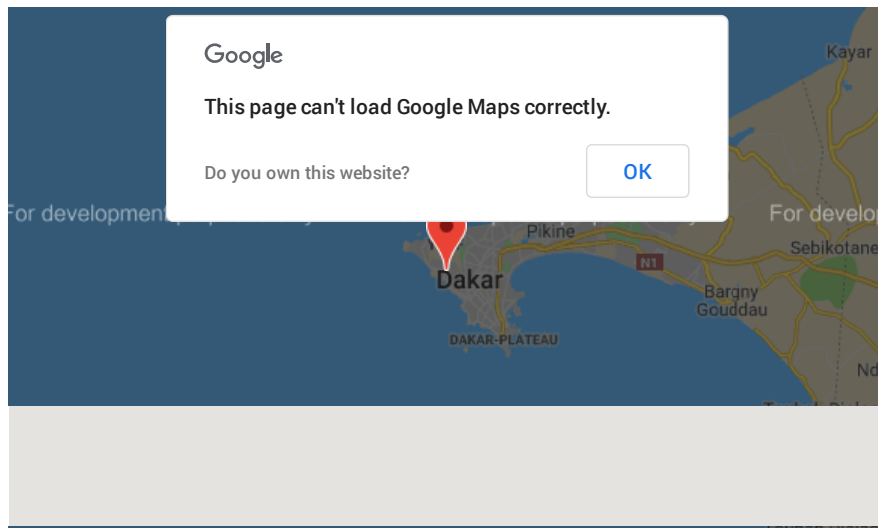 Google
This page can't load Google Maps correctly.
Do you own this website?
OK
Kayar
For development
For develo
Pikine
Sebikotane
N1
Dakar
Bargny
Gouddau
DAKAR-PLATEAU
Nd